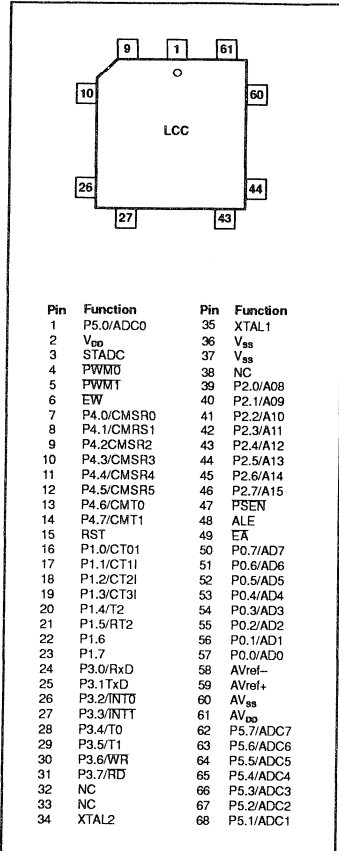 9 1 61
10 60
LCC
26 44
27 43
Pin Function
1 P5.0/ADC0
2 VDD
3 STADC
4 P̅W̅M̅0̅
5 P̅W̅M̅1̅
6 E̅W̅
7 P4.0/CMSR0
8 P4.1/CMRS1
9 P4.2CMSR2
10 P4.3/CMSR3
11 P4.4/CMSR4
12 P4.5/CMSR5
13 P4.6/CMT0
14 P4.7/CMT1
15 RST
16 P1.0/CT01
17 P1.1/CT1I
18 P1.2/CT2I
19 P1.3/CT3I
20 P1.4/T2
21 P1.5/RT2
22 P1.6
23 P1.7
24 P3.0/RxD
25 P3.1TxD
26 P3.2/I̅N̅T̅0̅
27 P3.3/I̅N̅T̅1̅
28 P3.4/T0
29 P3.5/T1
30 P3.6/W̅R̅
31 P3.7/R̅D̅
32 NC
33 NC
34 XTAL2
Pin Function
35 XTAL1
36 VSS
37 VSS
38 NC
39 P2.0/A08
40 P2.1/A09
41 P2.2/A10
42 P2.3/A11
43 P2.4/A12
44 P2.5/A13
45 P2.6/A14
46 P2.7/A15
47 P̅S̅E̅N̅
48 ALE
49 E̅A̅
50 P0.7/AD7
51 P0.6/AD6
52 P0.5/AD5
53 P0.4/AD4
54 P0.3/AD3
55 P0.2/AD2
56 P0.1/AD1
57 P0.0/AD0
58 AVref–
59 AVref+
60 AVSS
61 AVDD
62 P5.7/ADC7
63 P5.6/ADC6
64 P5.5/ADC5
65 P5.4/ADC4
66 P5.3/ADC3
67 P5.2/ADC2
68 P5.1/ADC1